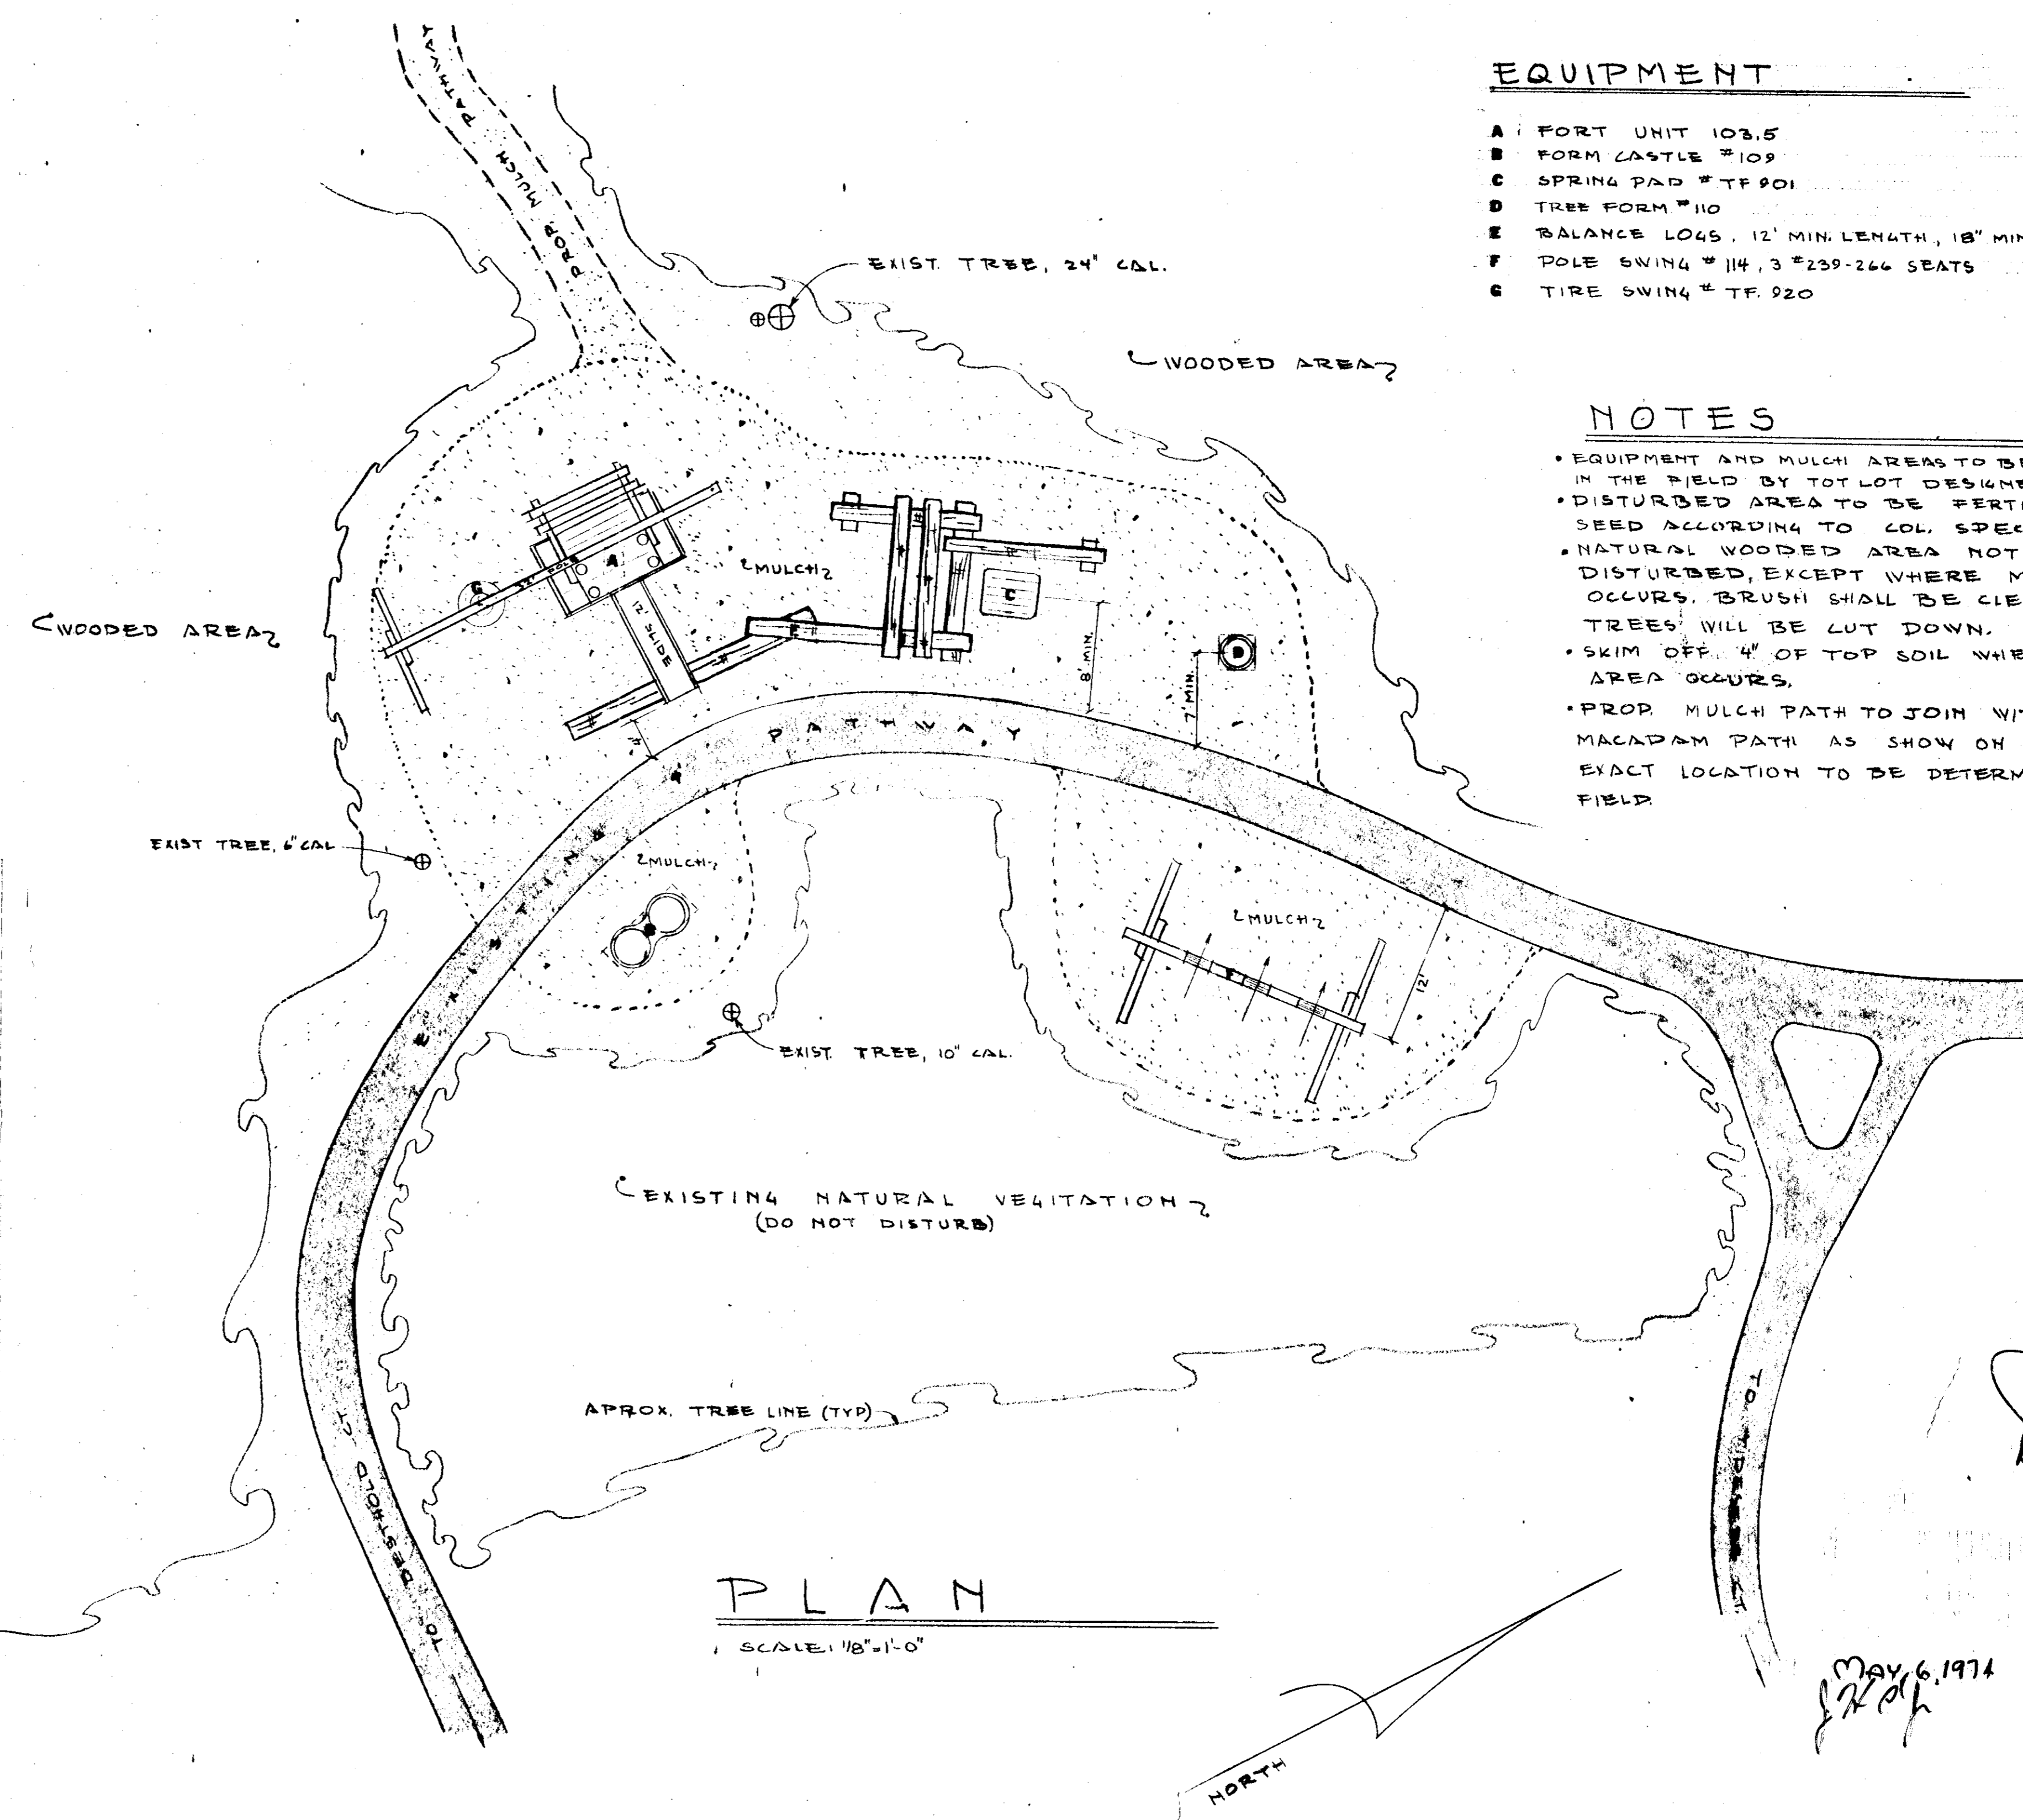 EQUIPMENT
A FORT UNIT 103.5
B FORM CASTLE #109
C SPRING PAD # TF 901
D TREE FORM #110
E BALANCE LOGS, 12' MIN. LENGTH, 18" MIN
F POLE SWING # 114, 3 #239-266 SEATS
G TIRE SWING # TF. 920
NOTES
• EQUIPMENT AND MULCH AREAS TO BE
IN THE FIELD BY TOT LOT DESIGNE
• DISTURBED AREA TO BE FERTI
SEED ACCORDING TO COL. SPEC
• NATURAL WOODED AREA NOT
DISTURBED, EXCEPT WHERE M
OCCURS. BRUSH SHALL BE CLE
TREES WILL BE CUT DOWN.
• SKIM OFF 4" OF TOP SOIL WHE
AREA OCCURS.
• PROP. MULCH PATH TO JOIN WI
MACADAM PATH AS SHOW ON
EXACT LOCATION TO BE DETERM
FIELD.
PROP. MULCH PATHWAY
EXIST. TREE, 24" CAL.
WOODED AREA
WOODED AREA
MULCH
A
G
12' SLIDE
E
C
D
8' MIN.
7' MIN.
4'
EXISTING PATHWAY
EXIST TREE, 6" CAL
MULCH
MULCH
F
12'
EXIST. TREE, 10" CAL.
EXISTING NATURAL VEGITATION
(DO NOT DISTURB)
APROX. TREE LINE (TYP)
TO DESTHOLD CT
TO CT.
PLAN
SCALE: 1/8"=1'-0"
NORTH
MAY 6, 1974